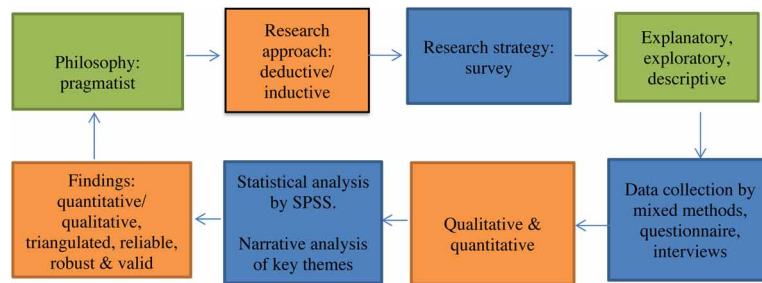 Philosophy:
pragmatist
Research
approach:
deductive/
inductive
Research strategy:
survey
Explanatory,
exploratory,
descriptive
Data collection by
mixed methods,
questionnaire,
interviews
Qualitative &
quantitative
Statistical analysis
by SPSS.
Narrative analysis
of key themes
Findings:
quantitative/
qualitative,
triangulated, reliable,
robust & valid